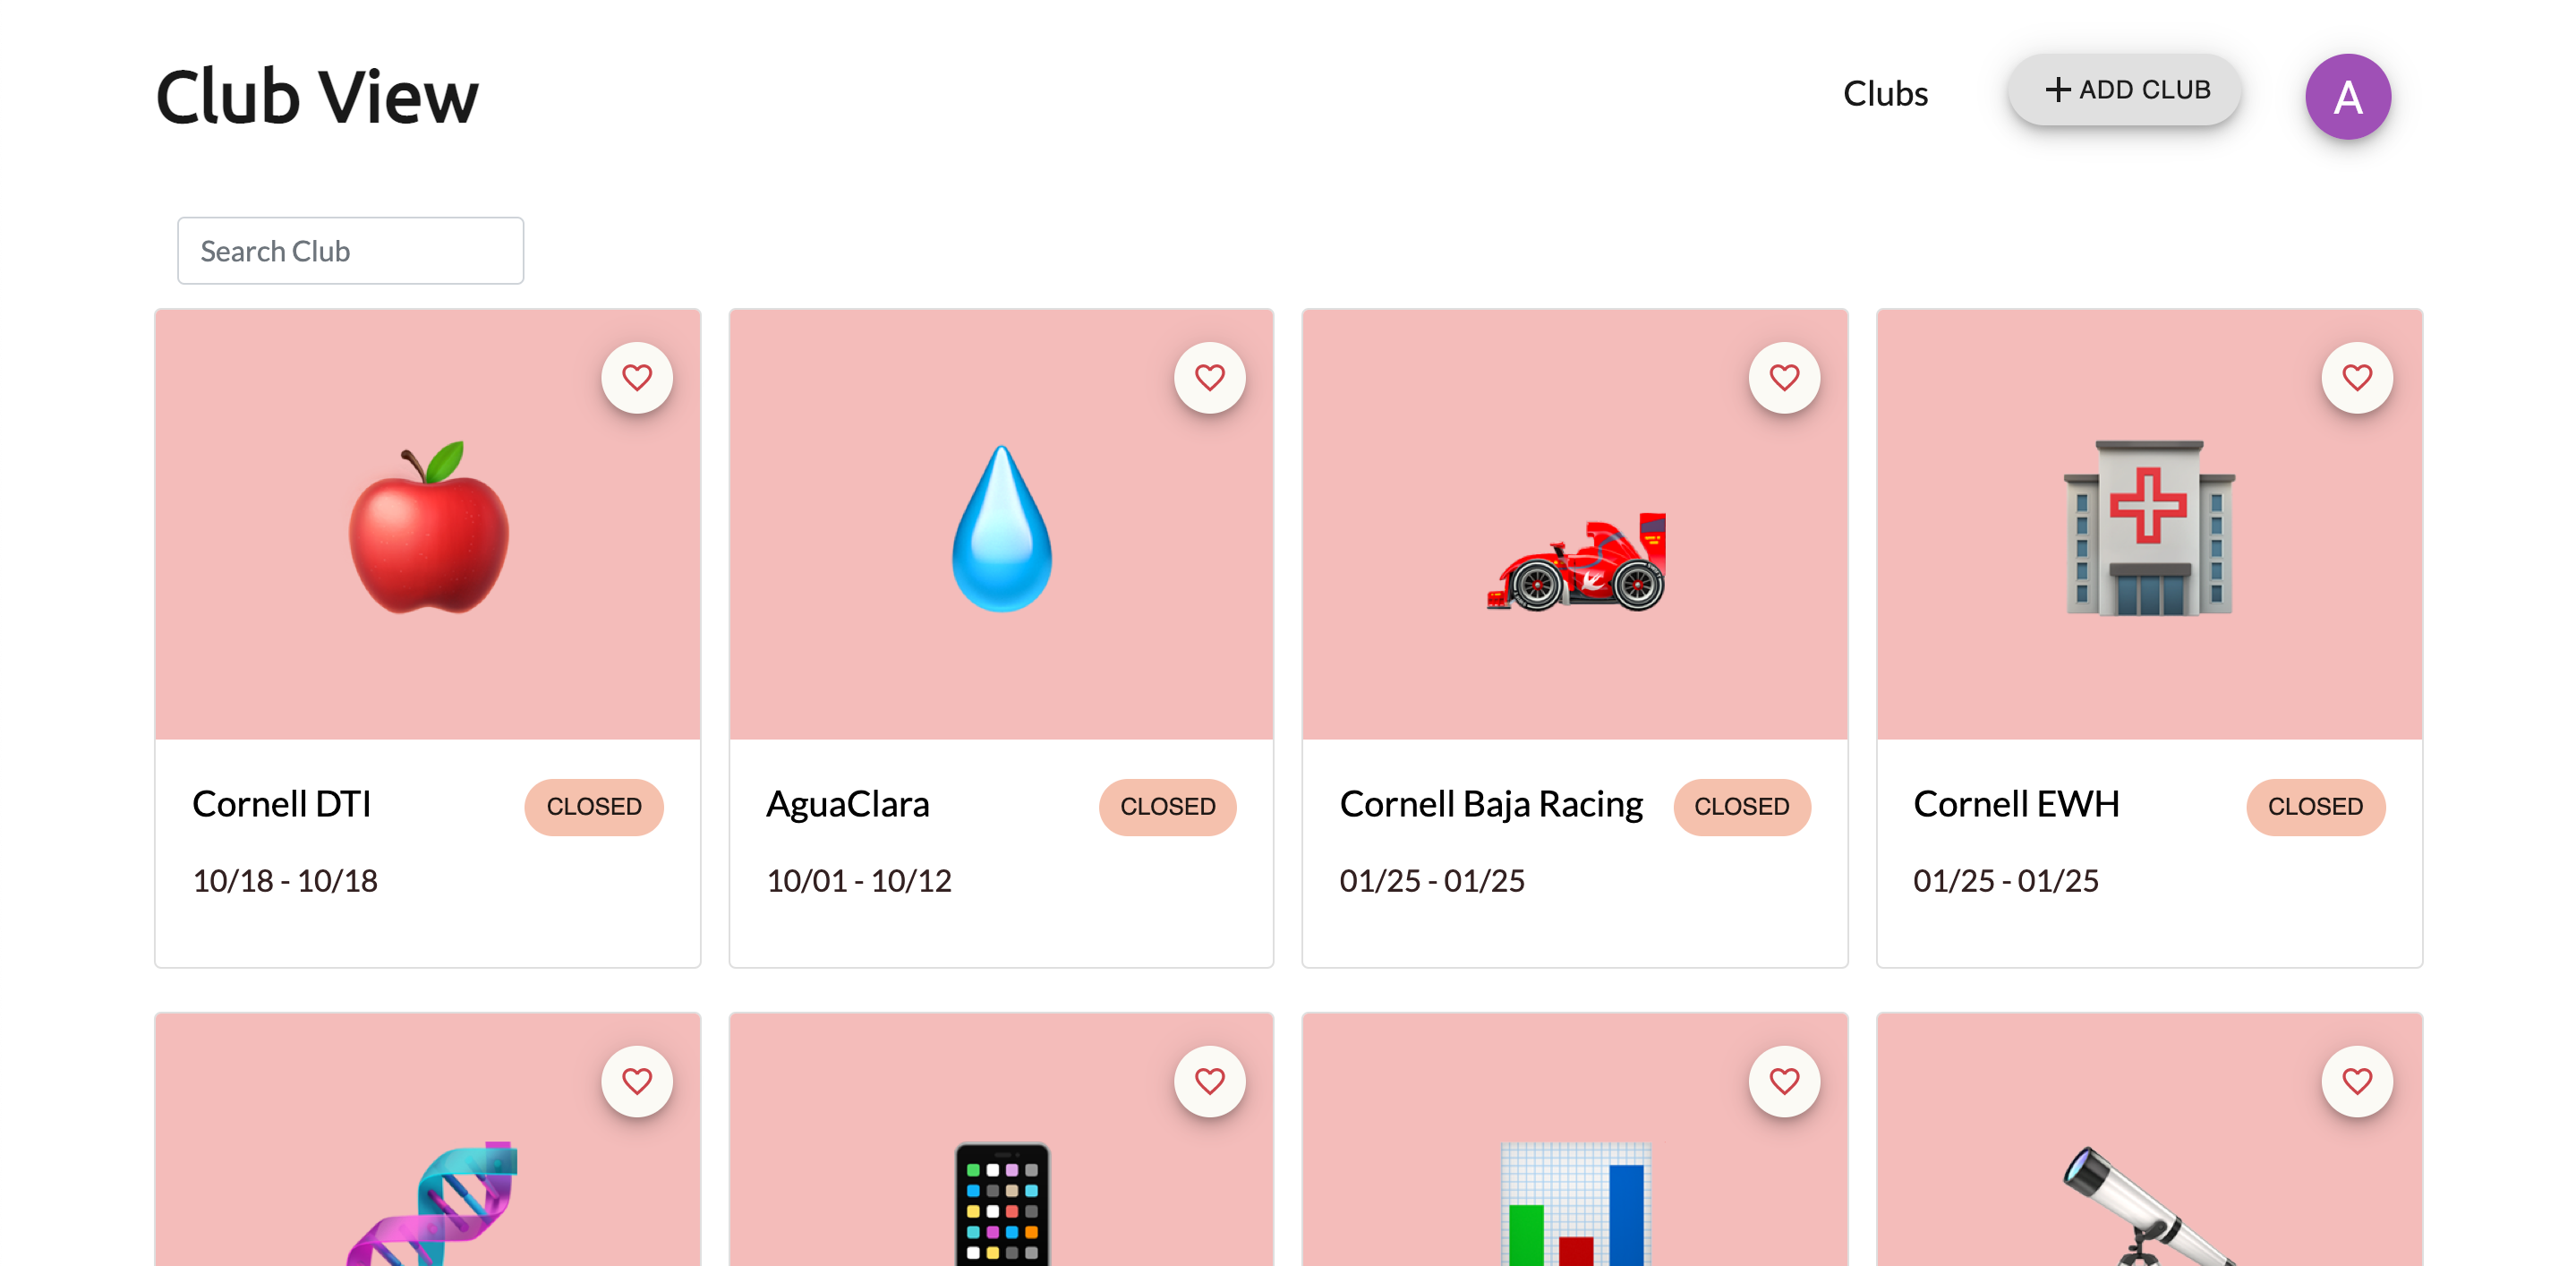 Club View
Clubs
+ ADD CLUB
A
Search Club
Cornell DTI
CLOSED
10/18 - 10/18
AguaClara
CLOSED
10/01 - 10/12
Cornell Baja Racing
CLOSED
01/25 - 01/25
Cornell EWH
CLOSED
01/25 - 01/25